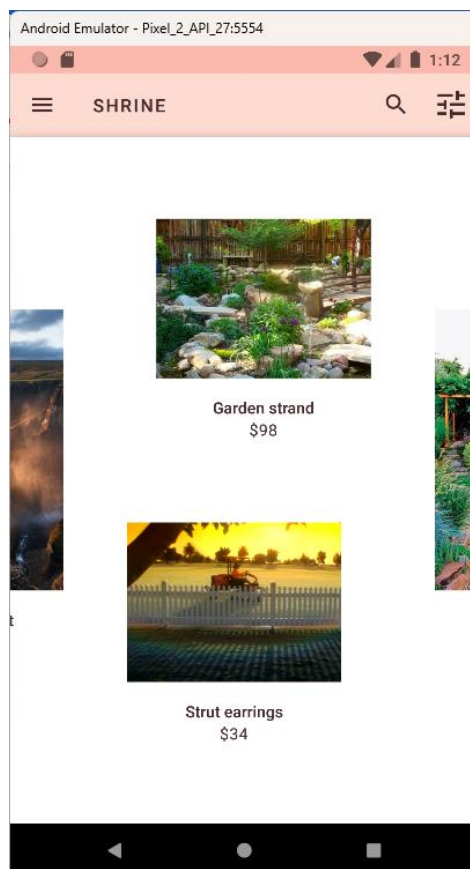 Android Emulator - Pixel_2_API_27:5554
1:12
SHRINE
Garden strand
$98
t
Strut earrings
$34